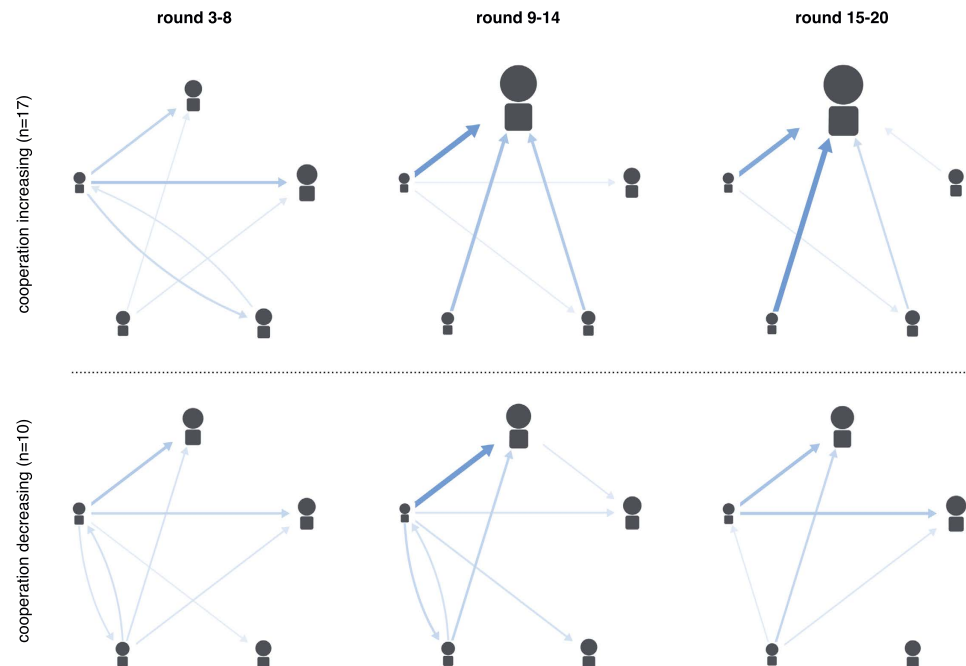 round 3-8
round 9-14
round 15-20
cooperation increasing (n=17)
cooperation decreasing (n=10)